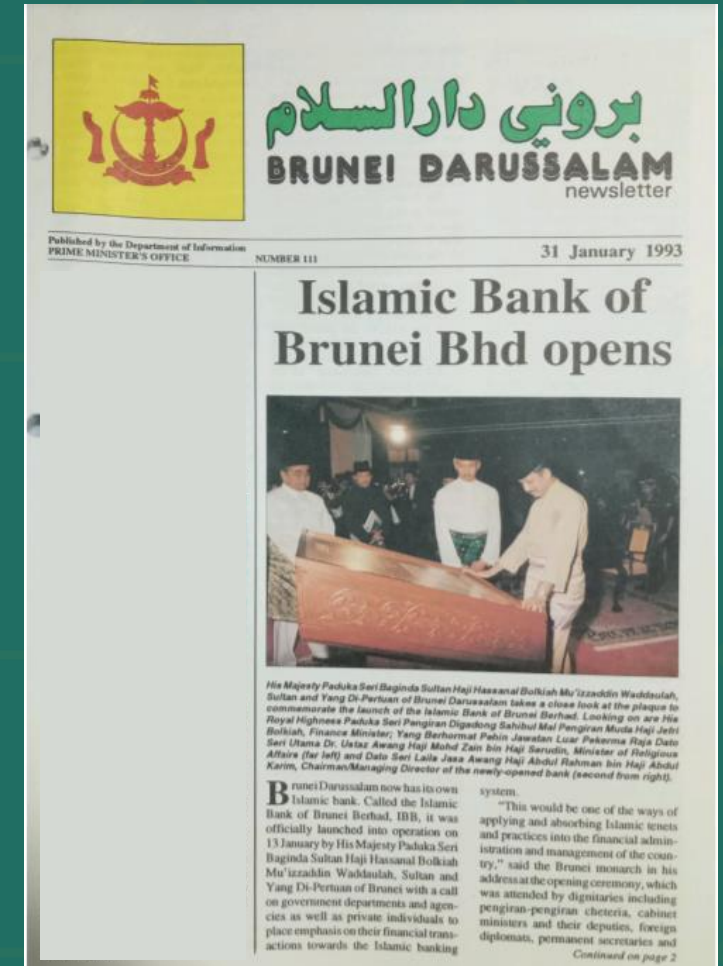 بروني دارالسلام
BRUNEI DARUSSALAM
newsletter
Published by the Department of Information
PRIME MINISTER'S OFFICE
NUMBER 111
31 January 1993
Islamic Bank of
Brunei Bhd opens
His Majesty Paduka Seri Baginda Sultan Haji Hassanal Bolkiah Mu'izzaddin Waddaulah,
Sultan and Yang Di-Pertuan of Brunei Darussalam takes a close look at the plaque to
commemorate the launch of the Islamic Bank of Brunei Berhad. Looking on are His
Royal Highness Paduka Seri Pengiran Digadong Sahibul Mal Pengiran Muda Haji Jefri
Bolkiah, Finance Minister; Yang Berhormat Pehin Jawatan Luar Pekerma Raja Dato
Seri Utama Dr. Ustaz Awang Haji Mohd Zain bin Haji Serudin, Minister of Religious
Affairs (far left) and Dato Seri Laila Jasa Awang Haji Abdul Rahman bin Haji Abdul
Karim, Chairman/Managing Director of the newly-opened bank (second from right).
Brunei Darussalam now has its own
Islamic bank. Called the Islamic
Bank of Brunei Berhad, IBB, it was
officially launched into operation on
13 January by His Majesty Paduka Seri
Baginda Sultan Haji Hassanal Bolkiah
Mu'izzaddin Waddaulah, Sultan and
Yang Di-Pertuan of Brunei with a call
on government departments and agen-
cies as well as private individuals to
place emphasis on their financial trans-
actions towards the Islamic banking
system.
"This would be one of the ways of
applying and absorbing Islamic tenets
and practices into the financial admin-
istration and management of the coun-
try," said the Brunei monarch in his
address at the opening ceremony, which
was attended by dignitaries including
pengiran-pengiran cheteria, cabinet
ministers and their deputies, foreign
diplomats, permanent secretaries and
Continued on page 2